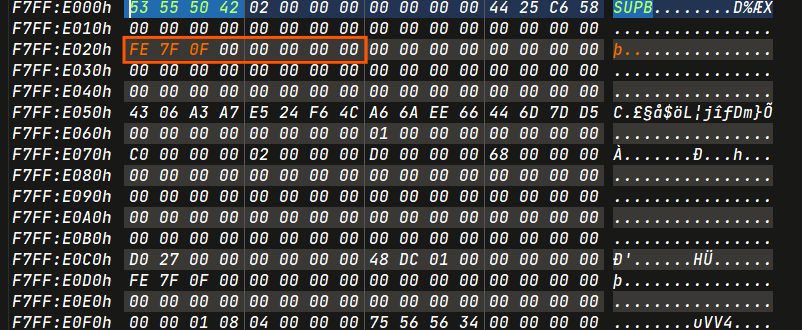 F7FF:E000h 53 55 50 42 02 00 00 00 00 00 00 00 44 25 C6 58 SUPB........D%ÆX
F7FF:E010h 00 00 00 00 00 00 00 00 00 00 00 00 00 00 00 00 ................
F7FF:E020h FE 7F 0F 00 00 00 00 00 00 00 00 00 00 00 00 00 þ...............
F7FF:E030h 00 00 00 00 00 00 00 00 00 00 00 00 00 00 00 00 ................
F7FF:E040h 00 00 00 00 00 00 00 00 00 00 00 00 00 00 00 00 ................
F7FF:E050h 43 06 A3 A7 E5 24 F6 4C A6 6A EE 66 44 6D 7D D5 C.£§å$öL¦jîfDm}Õ
F7FF:E060h 00 00 00 00 00 00 00 00 01 00 00 00 00 00 00 00 ................
F7FF:E070h C0 00 00 00 02 00 00 00 D0 00 00 00 68 00 00 00 À.......Ð...h...
F7FF:E080h 00 00 00 00 00 00 00 00 00 00 00 00 00 00 00 00 ................
F7FF:E090h 00 00 00 00 00 00 00 00 00 00 00 00 00 00 00 00 ................
F7FF:E0A0h 00 00 00 00 00 00 00 00 00 00 00 00 00 00 00 00 ................
F7FF:E0B0h 00 00 00 00 00 00 00 00 00 00 00 00 00 00 00 00 ................
F7FF:E0C0h D0 27 00 00 00 00 00 00 48 DC 01 00 00 00 00 00 Ð'......HÜ......
F7FF:E0D0h FE 7F 0F 00 00 00 00 00 00 00 00 00 00 00 00 00 þ...............
F7FF:E0E0h 00 00 00 00 00 00 00 00 00 00 00 00 00 00 00 00 ................
F7FF:E0F0h 00 00 01 08 04 00 00 00 75 56 56 34 00 00 00 00 ........uVV4....